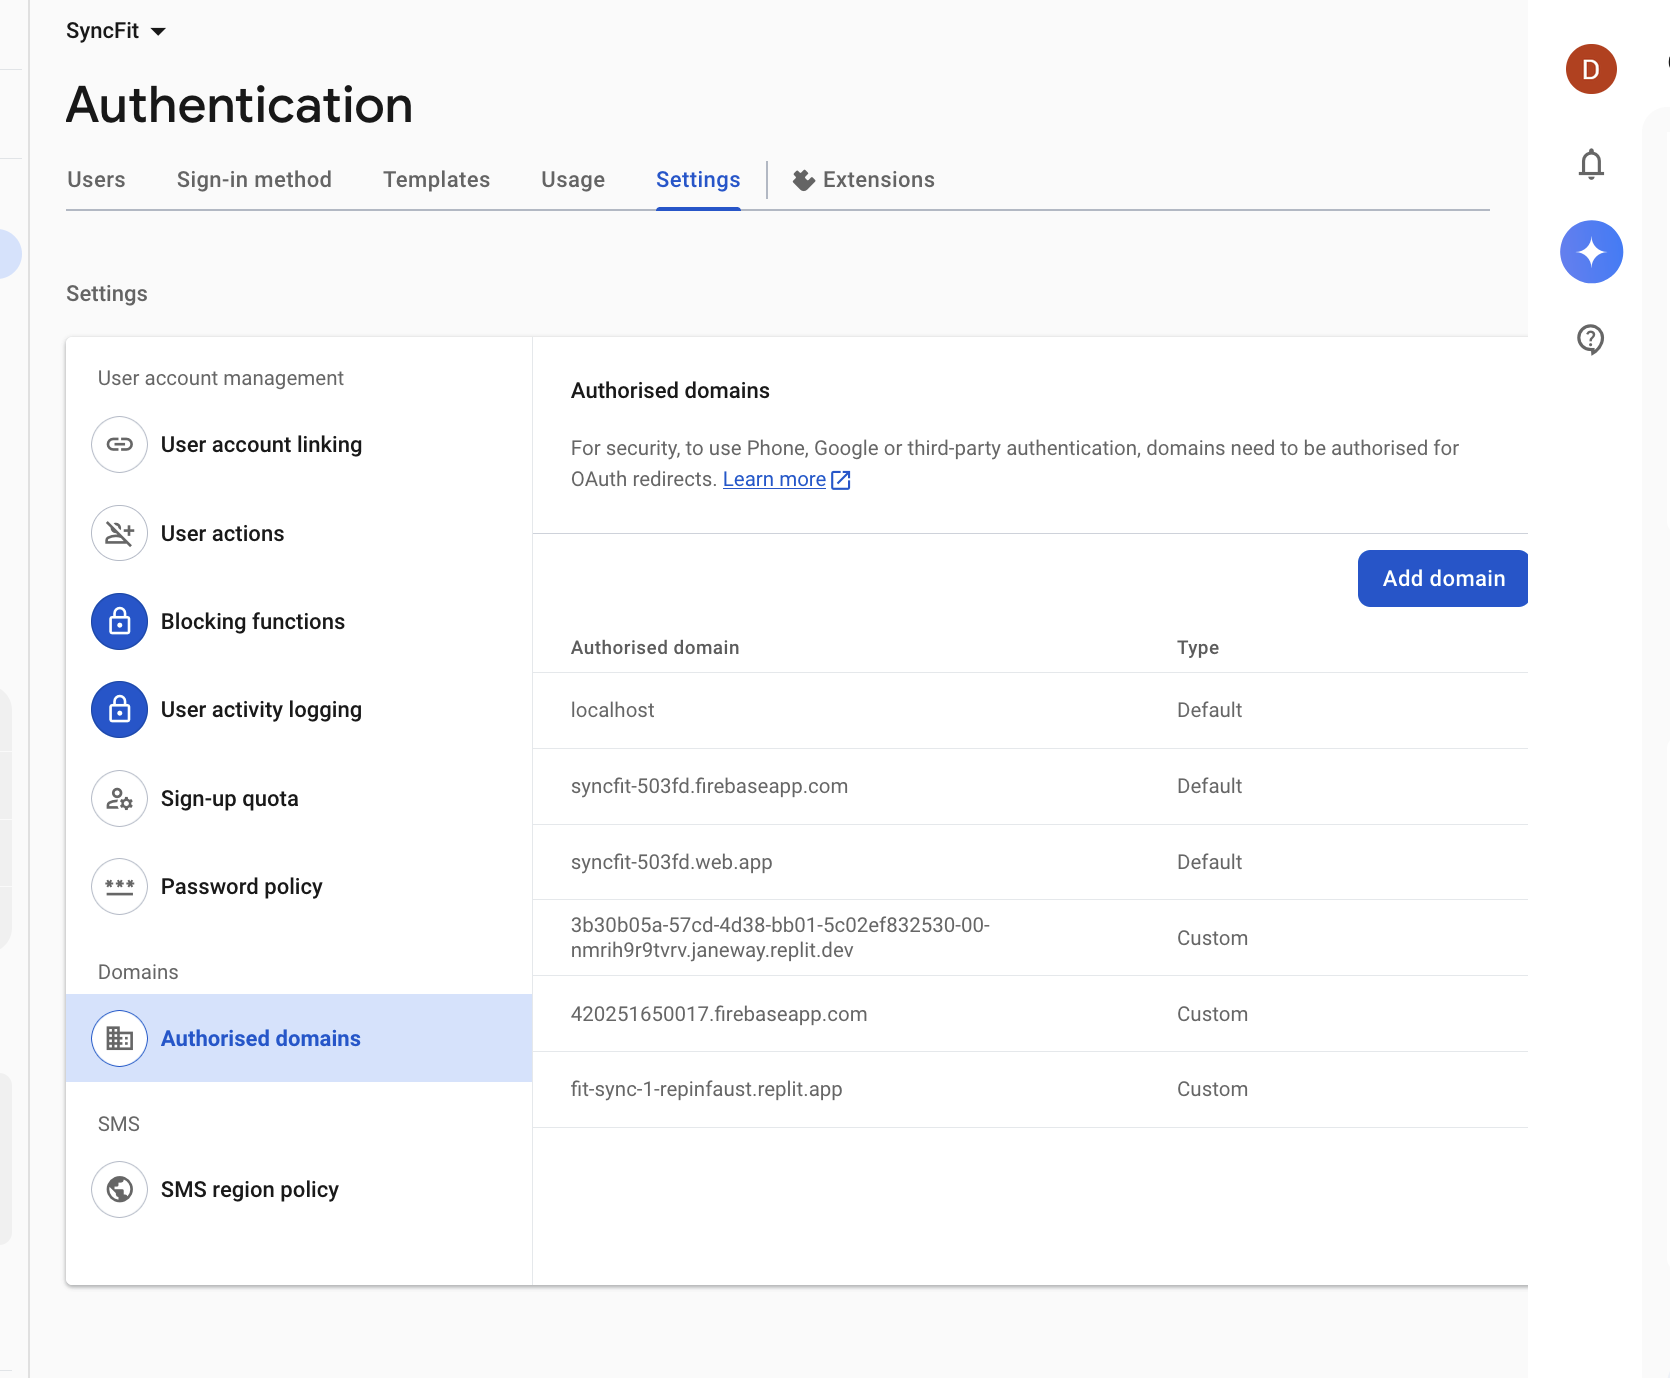 SyncFit
D
Authentication
Users
Sign-in method
Templates
Usage
Settings
Extensions
Settings
User account management
User account linking
User actions
Blocking functions
User activity logging
Sign-up quota
Password policy
Domains
Authorised domains
SMS
SMS region policy
Authorised domains
For security, to use Phone, Google or third-party authentication, domains need to be authorised for
OAuth redirects. Learn more
Add domain
Authorised domain Type
localhost Default
syncfit-503fd.firebaseapp.com Default
syncfit-503fd.web.app Default
3b30b05a-57cd-4d38-bb01-5c02ef832530-00-
nmrih9r9tvrv.janeway.replit.dev Custom
420251650017.firebaseapp.com Custom
fit-sync-1-repinfaust.replit.app Custom